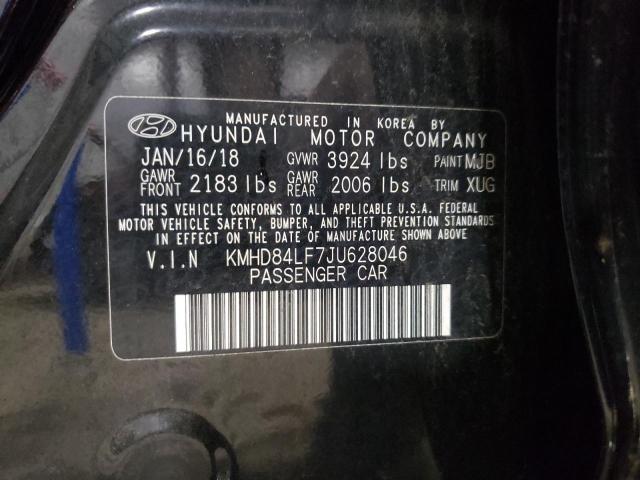 MANUFACTURED IN KOREA BY
HYUNDAI MOTOR COMPANY
JAN/16/18 GVWR 3924 lbs PAINT MJB
GAWR FRONT 2183 lbs GAWR REAR 2006 lbs TRIM XUG
THIS VEHICLE CONFORMS TO ALL APPLICABLE U.S.A. FEDERAL
MOTOR VEHICLE SAFETY, BUMPER, AND THEFT PREVENTION STANDARDS
IN EFFECT ON THE DATE OF MANUFACTURE SHOWN ABOVE
V.I.N KMHD84LF7JU628046
PASSENGER CAR